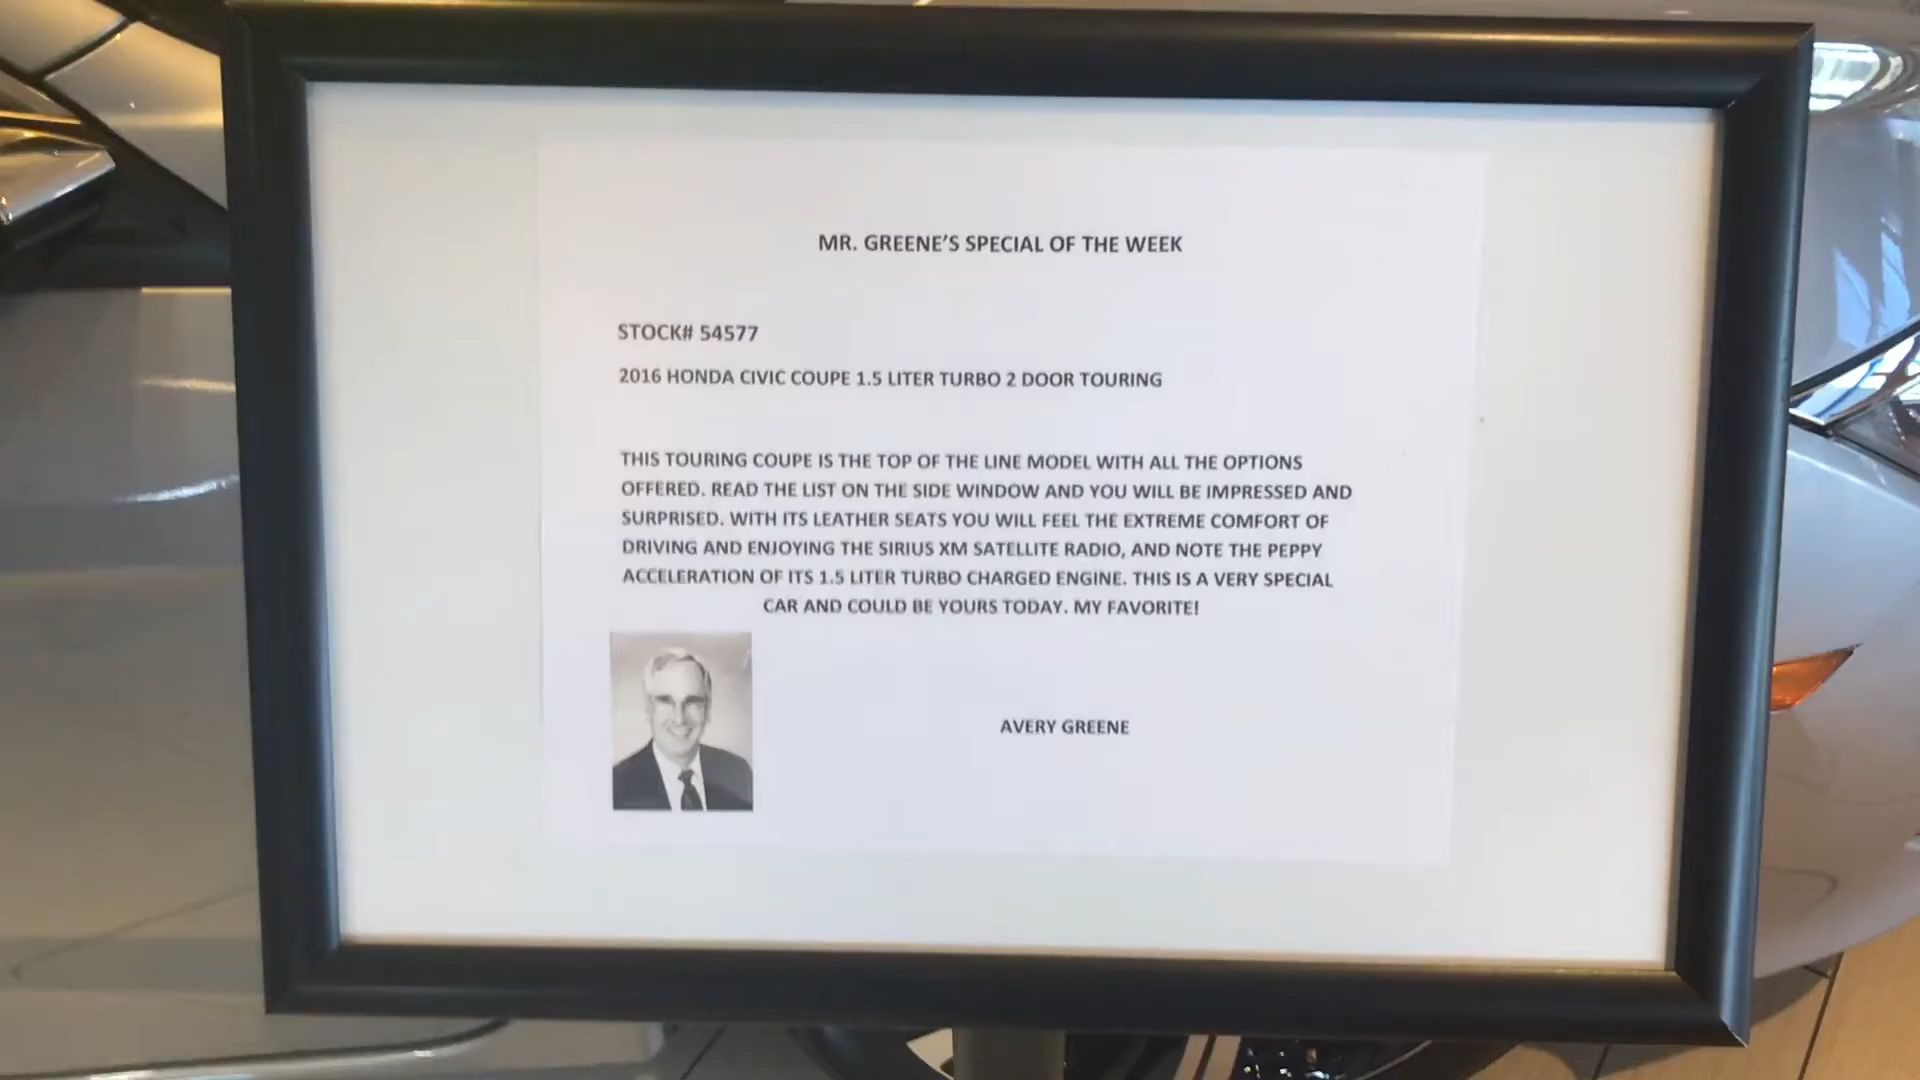 MR. GREENE'S SPECIAL OF THE WEEK
STOCK# 54577
2016 HONDA CIVIC COUPE 1.5 LITER TURBO 2 DOOR TOURING
THIS TOURING COUPE IS THE TOP OF THE LINE MODEL WITH ALL THE OPTIONS
OFFERED. READ THE LIST ON THE SIDE WINDOW AND YOU WILL BE IMPRESSED AND
SURPRISED. WITH ITS LEATHER SEATS YOU WILL FEEL THE EXTREME COMFORT OF
DRIVING AND ENJOYING THE SIRIUS XM SATELLITE RADIO, AND NOTE THE PEPPY
ACCELERATION OF ITS 1.5 LITER TURBO CHARGED ENGINE. THIS IS A VERY SPECIAL
CAR AND COULD BE YOURS TODAY. MY FAVORITE!
AVERY GREENE